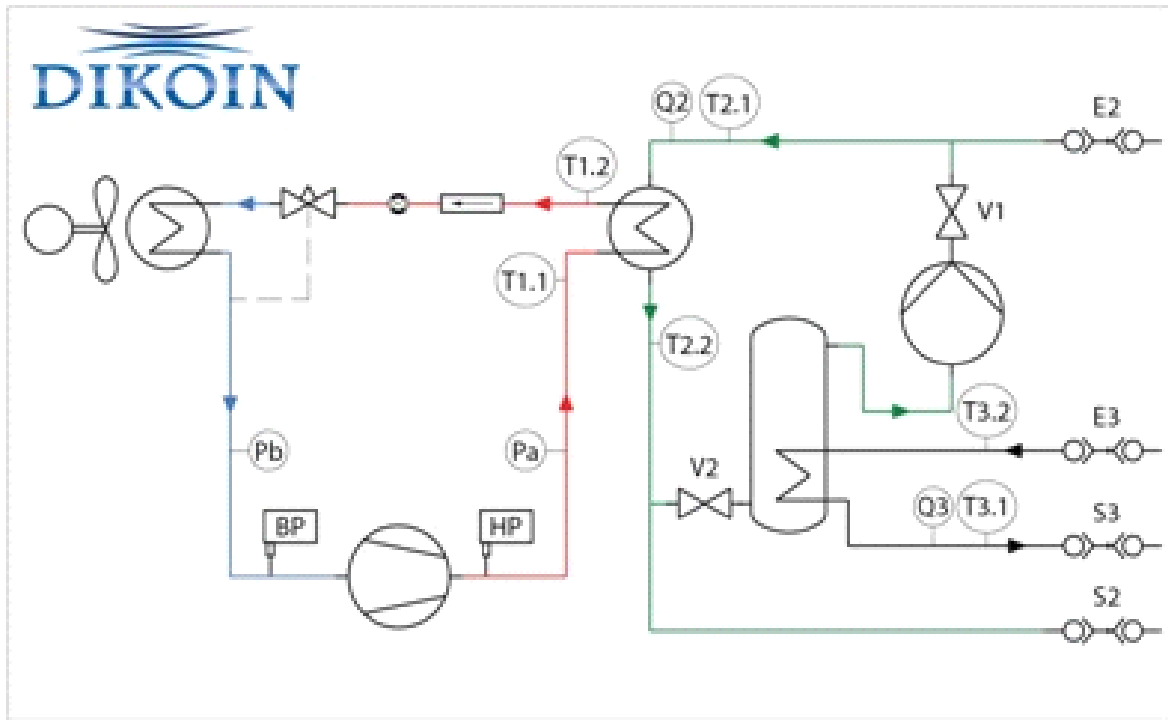 DIKOIN
Q2
T2.1
E2
T1.2
V1
T1.1
T2.2
T3.2
E3
Pb
Pa
V2
Q3
T3.1
S3
BP
HP
S2